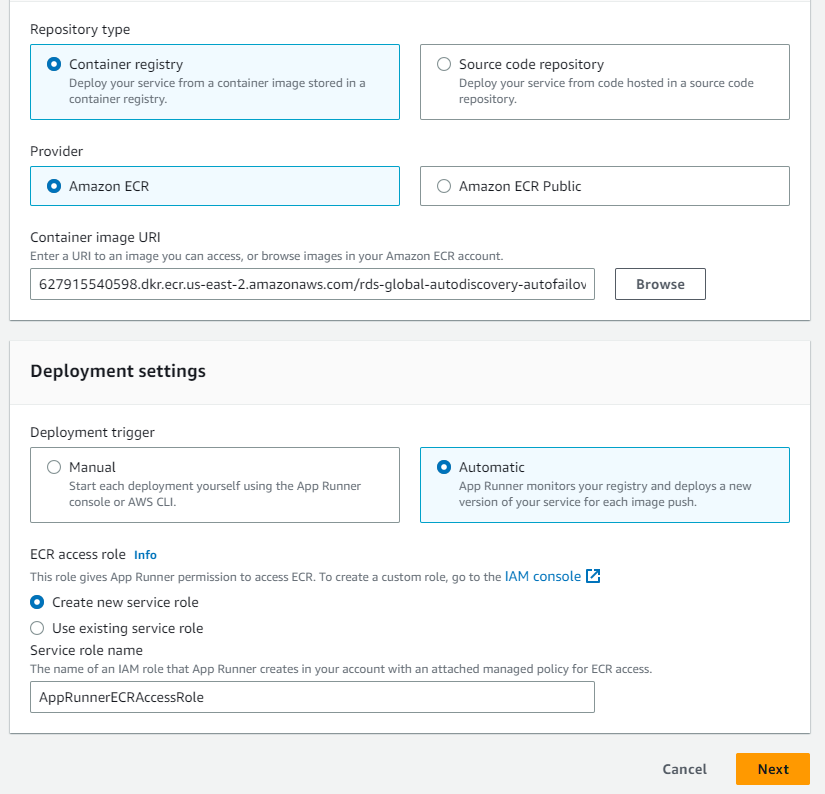 Repository type
Container registry
Deploy your service from a container image stored in a
container registry.
Source code repository
Deploy your service from code hosted in a source code
repository.
Provider
Amazon ECR
Amazon ECR Public
Container image URI
Enter a URI to an image you can access, or browse images in your Amazon ECR account.
627915540598.dkr.ecr.us-east-2.amazonaws.com/rds-global-autodiscovery-autofailov
Browse
Deployment settings
Deployment trigger
Manual
Start each deployment yourself using the App Runner
console or AWS CLI.
Automatic
App Runner monitors your registry and deploys a new
version of your service for each image push.
ECR access role Info
This role gives App Runner permission to access ECR. To create a custom role, go to the IAM console
Create new service role
Use existing service role
Service role name
The name of an IAM role that App Runner creates in your account with an attached managed policy for ECR access.
AppRunnerECRAccessRole
Cancel
Next